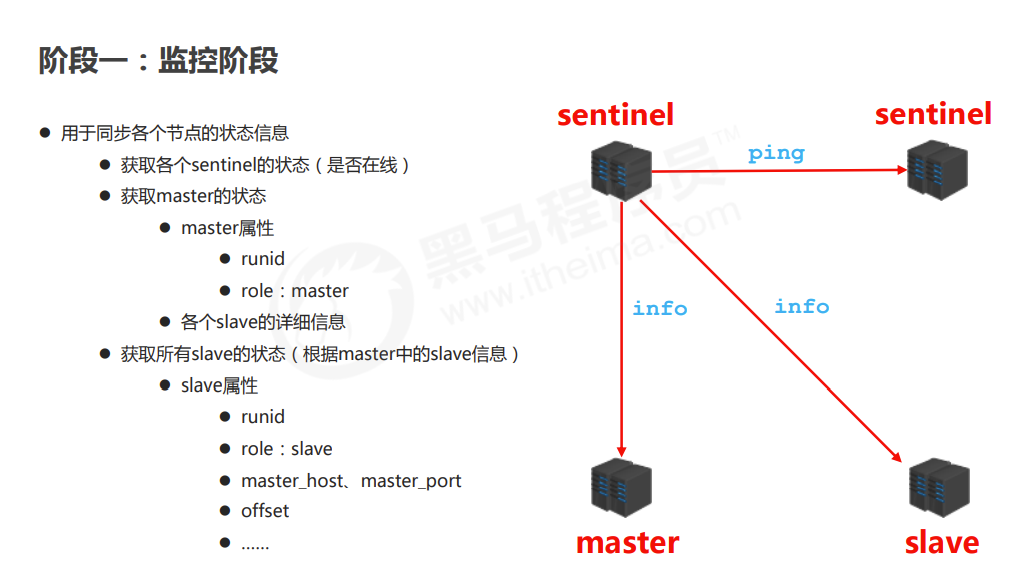 阶段一：监控阶段
● 用于同步各个节点的状态信息
● 获取各个sentinel的状态（是否在线）
● 获取master的状态
● master属性
● runid
● role：master
● 各个slave的详细信息
● 获取所有slave的状态（根据master中的slave信息）
● slave属性
● runid
● role：slave
● master_host、master_port
● offset
● ……
sentinel
sentinel
ping
info
info
master
slave
黑马程序员™
www.itheima.com